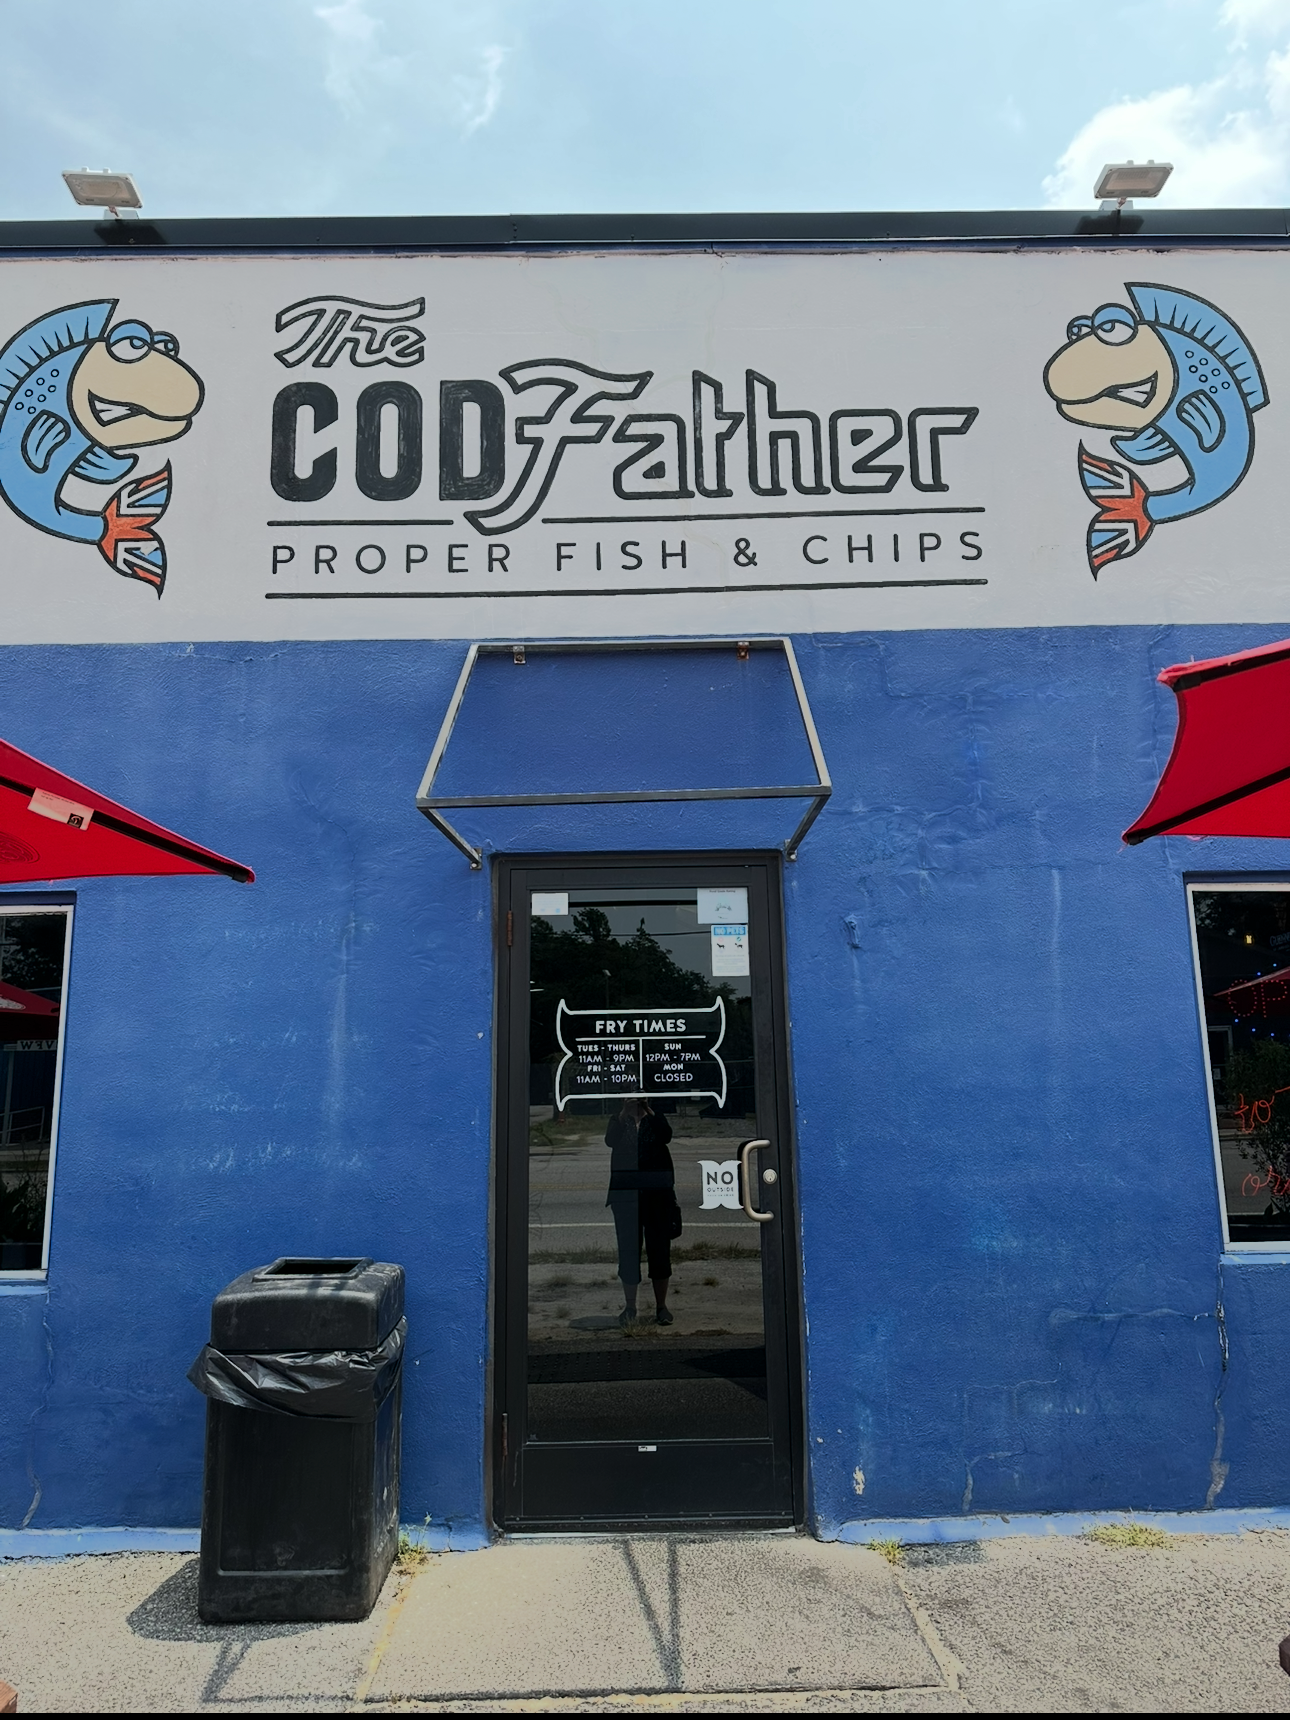 The
CODFather
PROPER FISH & CHIPS
NO PETS
FRY TIMES
TUES - THURS
11AM - 9PM
FRI - SAT
11AM - 10PM
SUN
12PM - 7PM
MON
CLOSED
NO
OUTSIDE